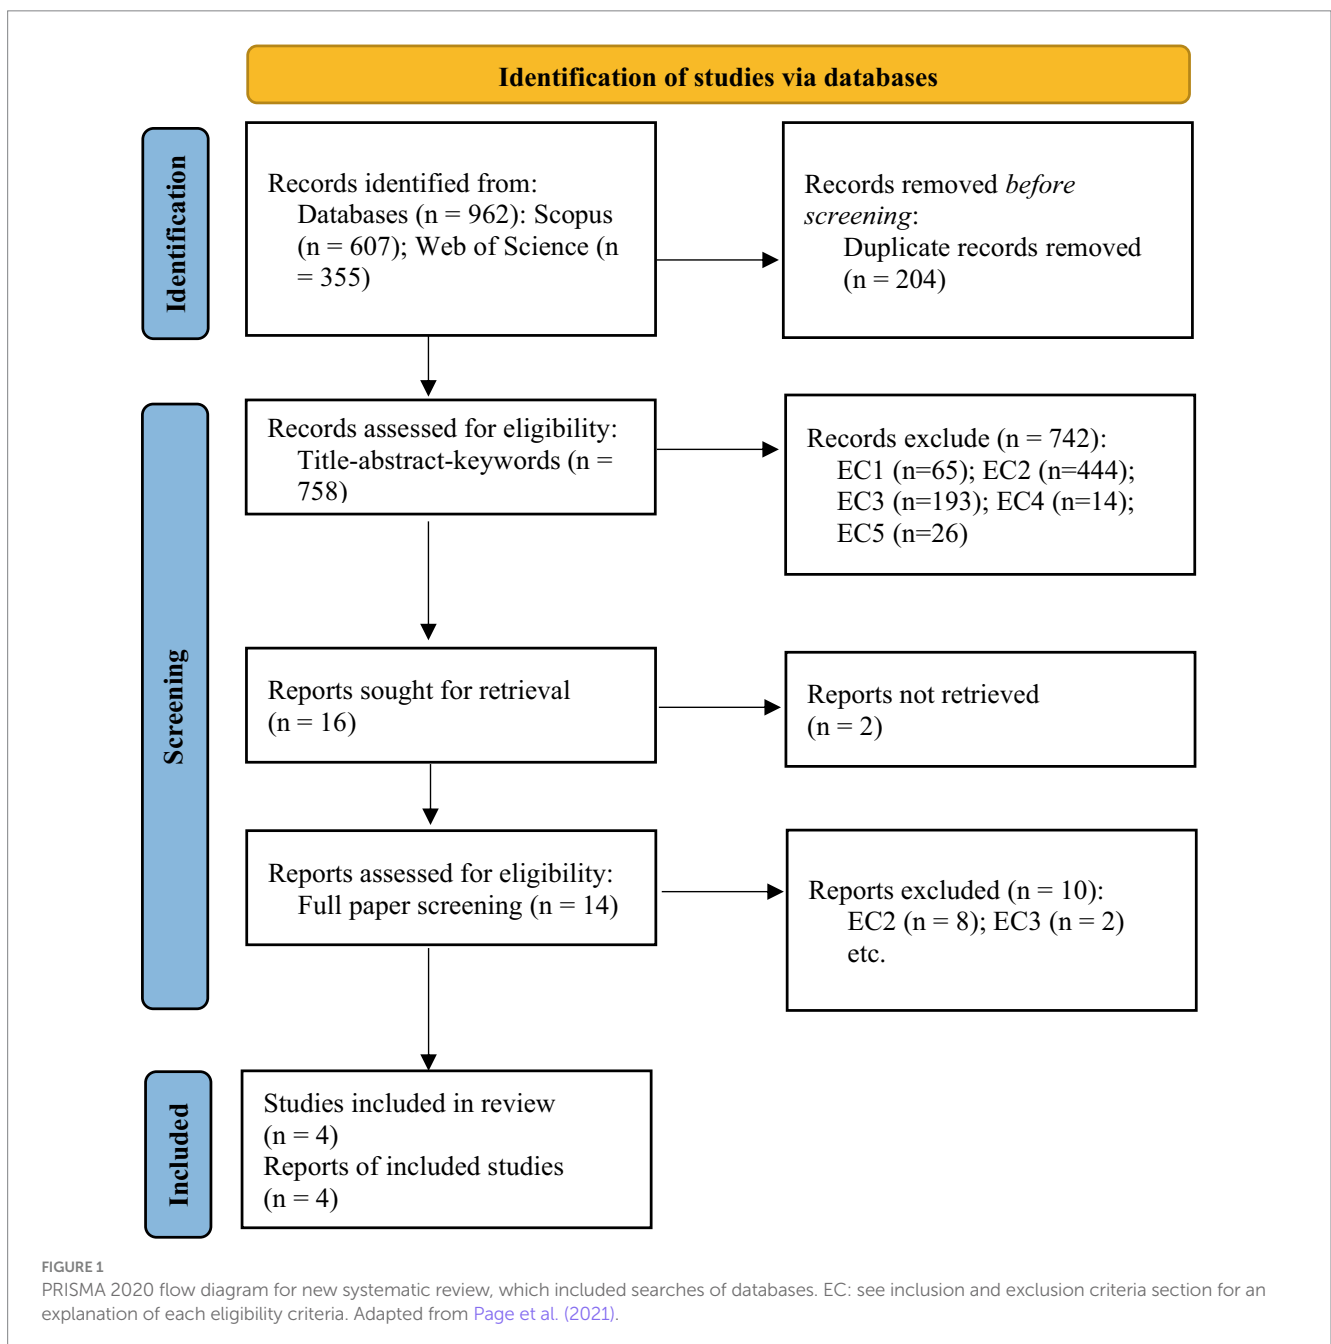 Identification of studies via databases
Identification
Records identified from:
Databases (n = 962): Scopus
(n = 607); Web of Science (n
= 355)
Records removed before
screening:
Duplicate records removed
(n = 204)
Screening
Records assessed for eligibility:
Title-abstract-keywords (n =
758)
Records exclude (n = 742):
EC1 (n=65); EC2 (n=444);
EC3 (n=193); EC4 (n=14);
EC5 (n=26)
Reports sought for retrieval
(n = 16)
Reports not retrieved
(n = 2)
Reports assessed for eligibility:
Full paper screening (n = 14)
Reports excluded (n = 10):
EC2 (n = 8); EC3 (n = 2)
etc.
Included
Studies included in review
(n = 4)
Reports of included studies
(n = 4)
FIGURE 1
PRISMA 2020 flow diagram for new systematic review, which included searches of databases. EC: see inclusion and exclusion criteria section for an
explanation of each eligibility criteria. Adapted from Page et al. (2021).